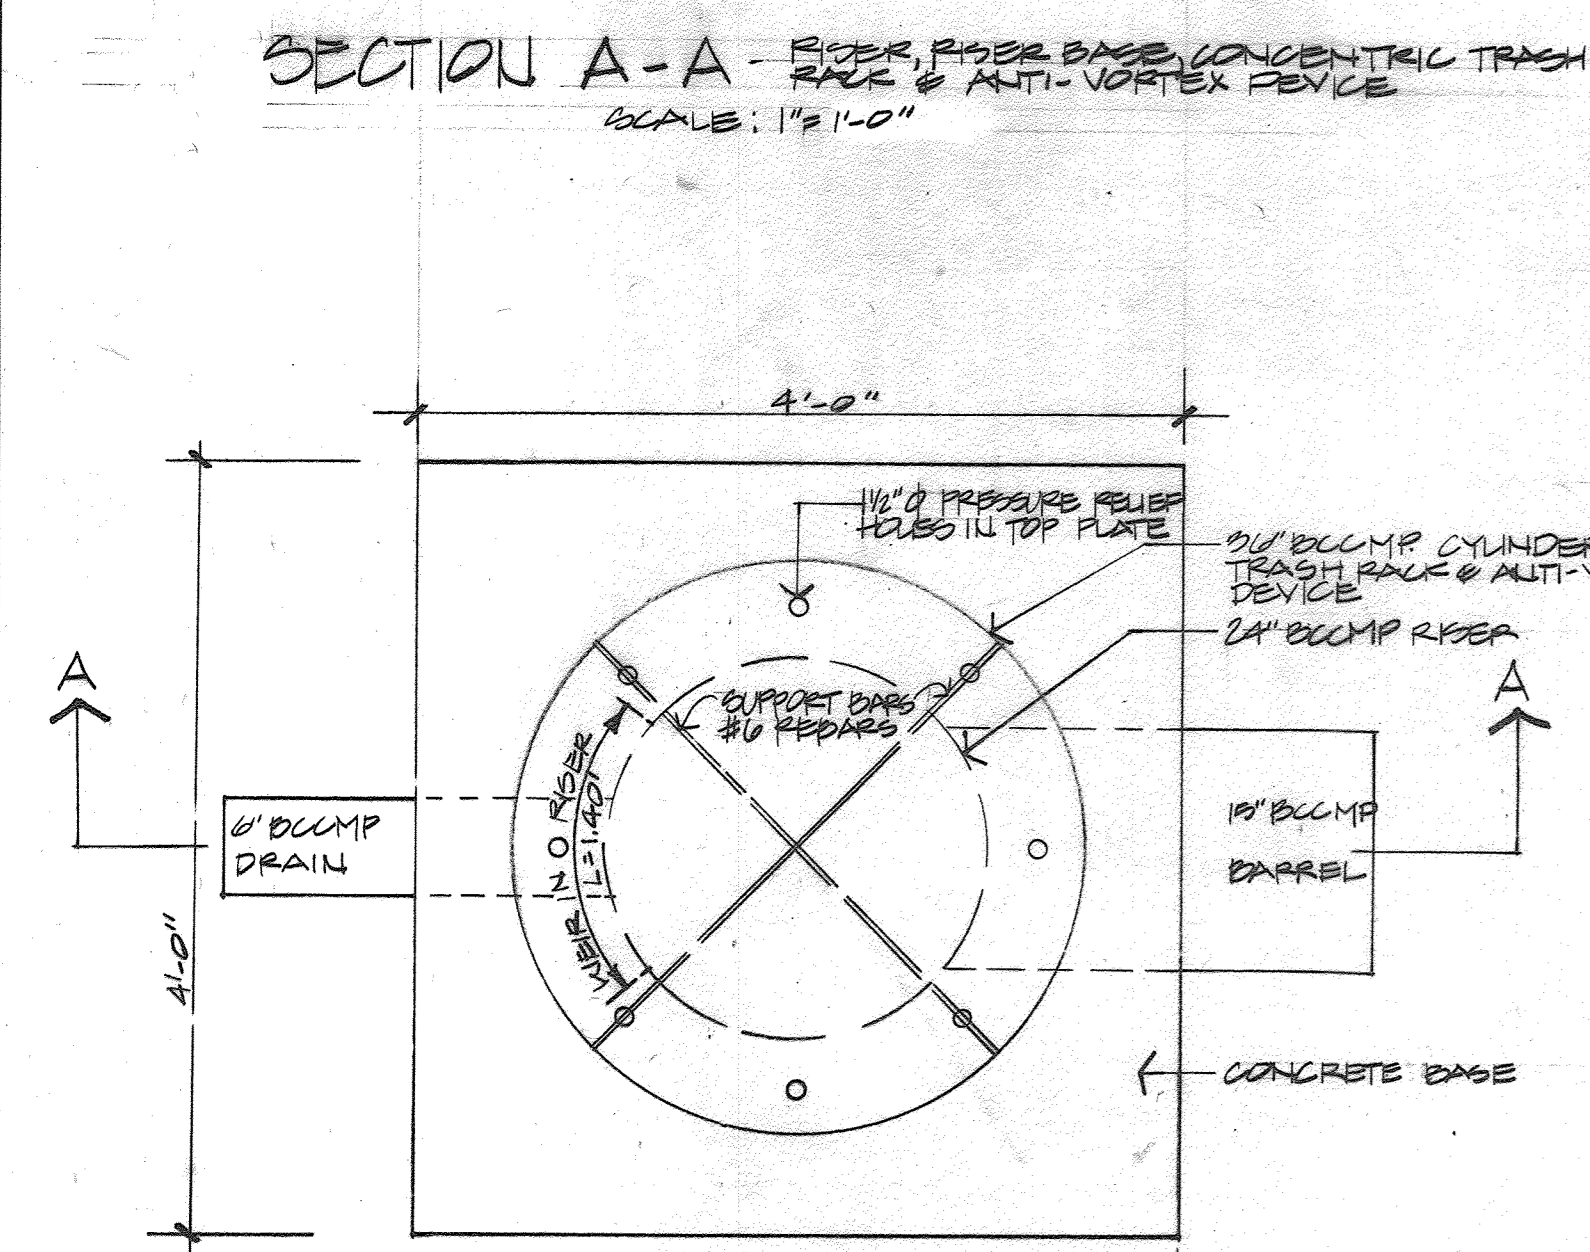 SECTION A-A - RISER, RISER BASE, CONCENTRIC TRASH
RACK & ANTI-VORTEX DEVICE
SCALE: 1"=1'-0"
4'-0"
1½"Ø PRESSURE RELIEF
HOLES IN TOP PLATE
36" BCCMP. CYLINDER
TRASH RACK & ANTI-V
DEVICE
24" BCCMP RISER
SUPPORT BARS
#6 REBARS
WEIR IN RISER
L=1.40'
A
A
6" BCCMP
DRAIN
15" BCCMP
BARREL
4'-0"
CONCRETE BASE